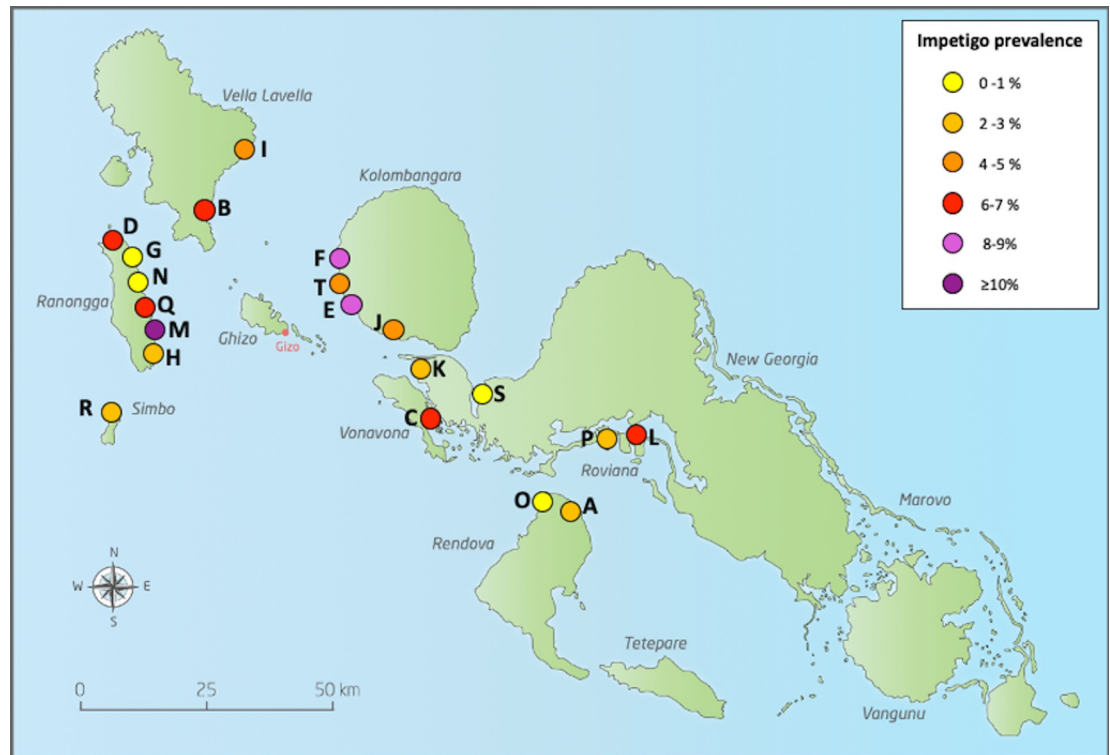 Impetigo prevalence
0 -1 %
2 -3 %
4 -5 %
6-7 %
8-9%
≥10%
Vella Lavella
I
Kolombangara
B
D
G
F
N
T
Ranongga
Q
E
M
J
Ghizo
Gizo
H
New Georgia
K
S
R
Simbo
C
Vonavona
P
L
Roviana
O
A
Marovo
Rendova
N
W
E
S
Tetepare
0
25
50 km
Vangunu